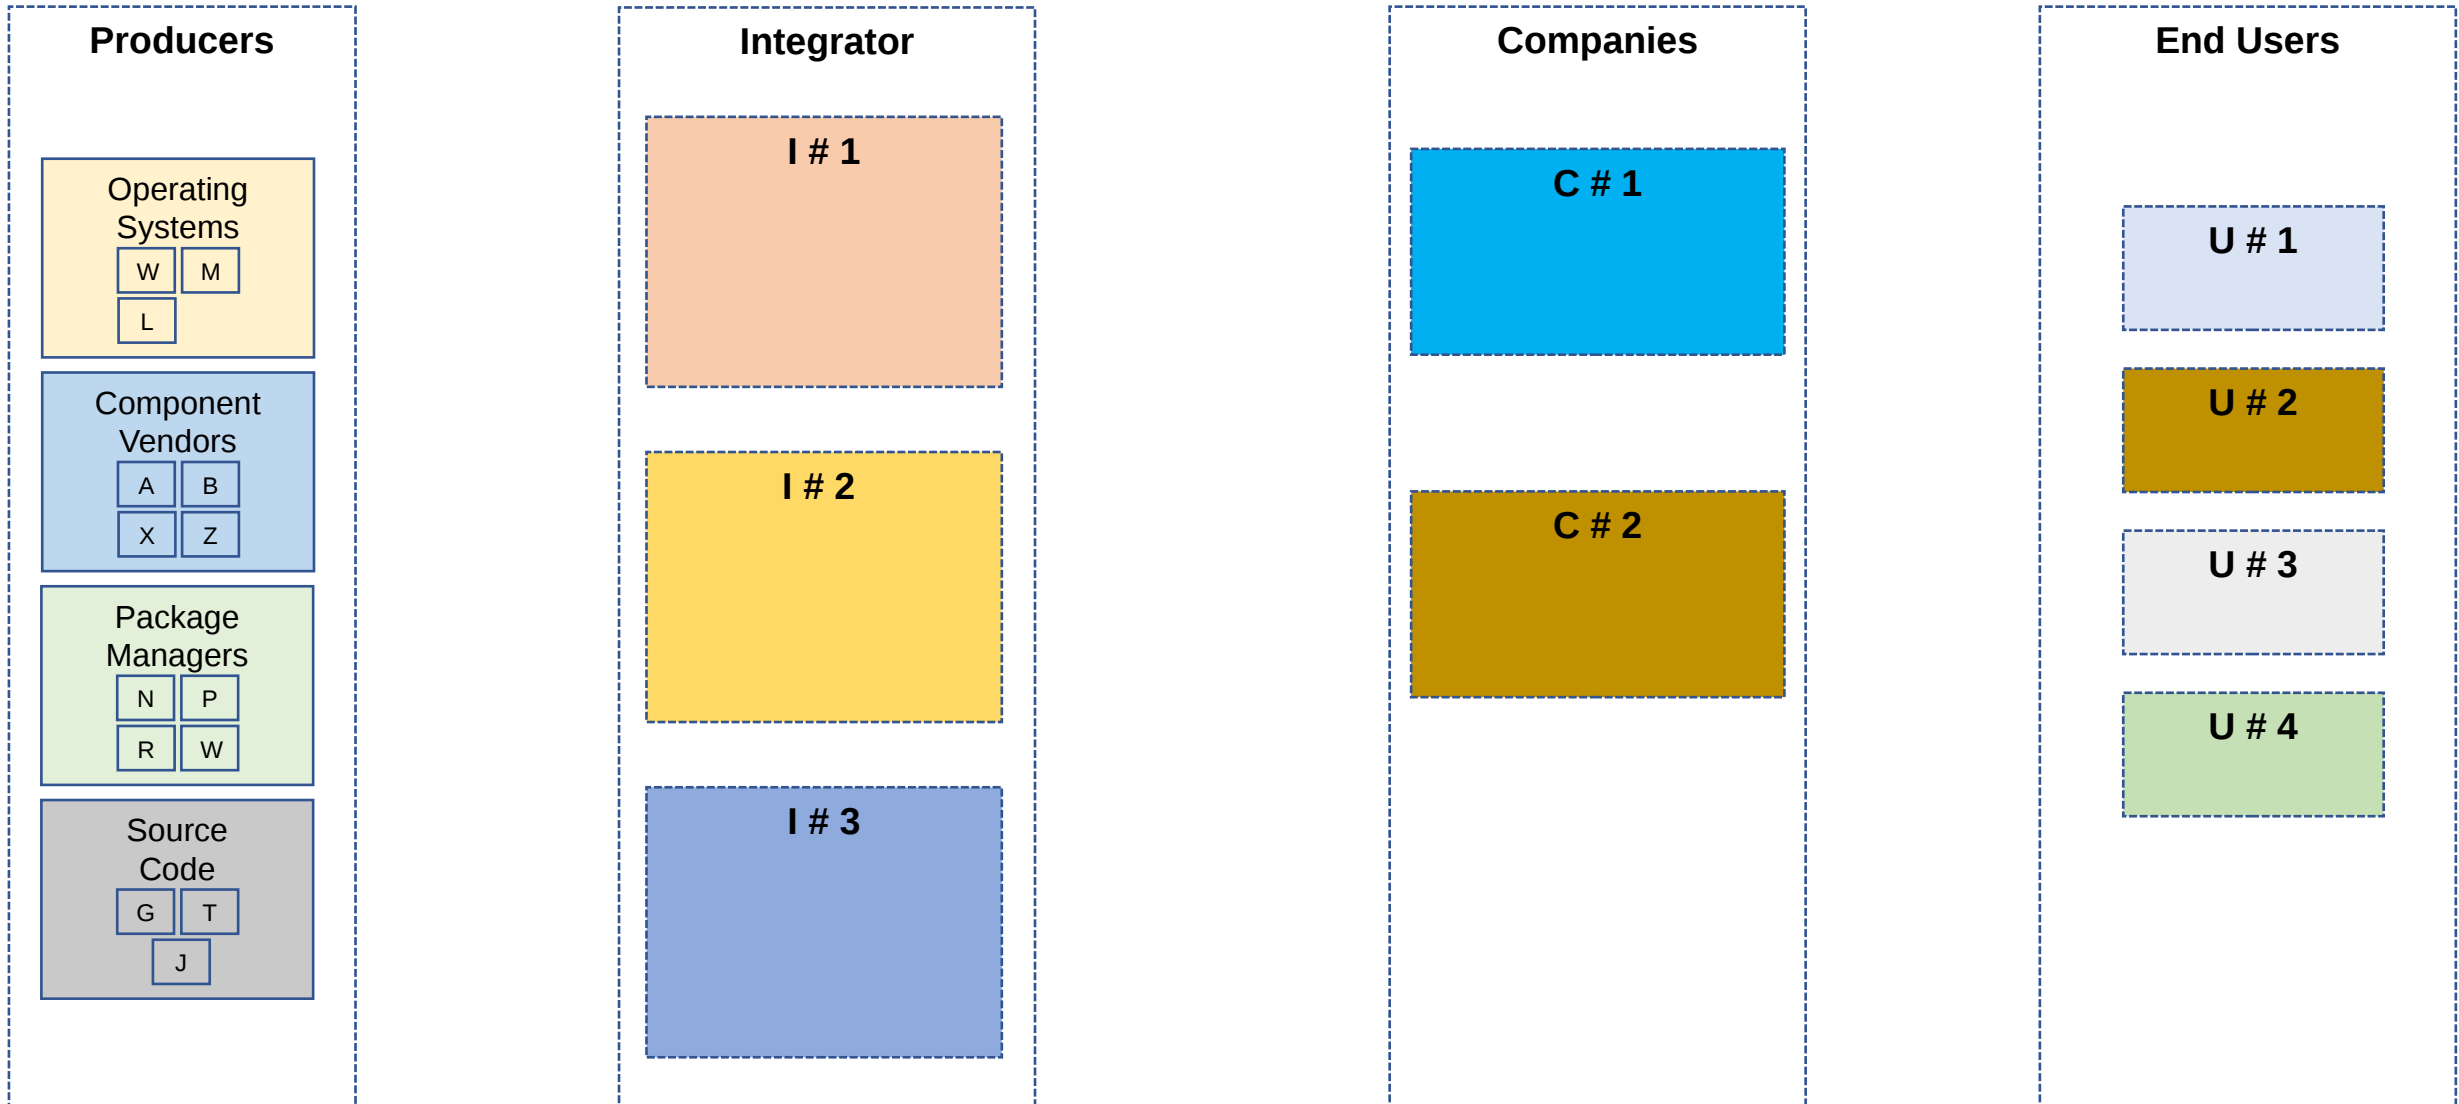 Producers
Operating
Systems
W
M
L
Component
Vendors
A
B
X
Z
Package
Managers
N
P
R
W
Source
Code
G
T
J
Integrator
I # 1
I # 2
I # 3
Companies
C # 1
C # 2
End Users
U # 1
U # 2
U # 3
U # 4